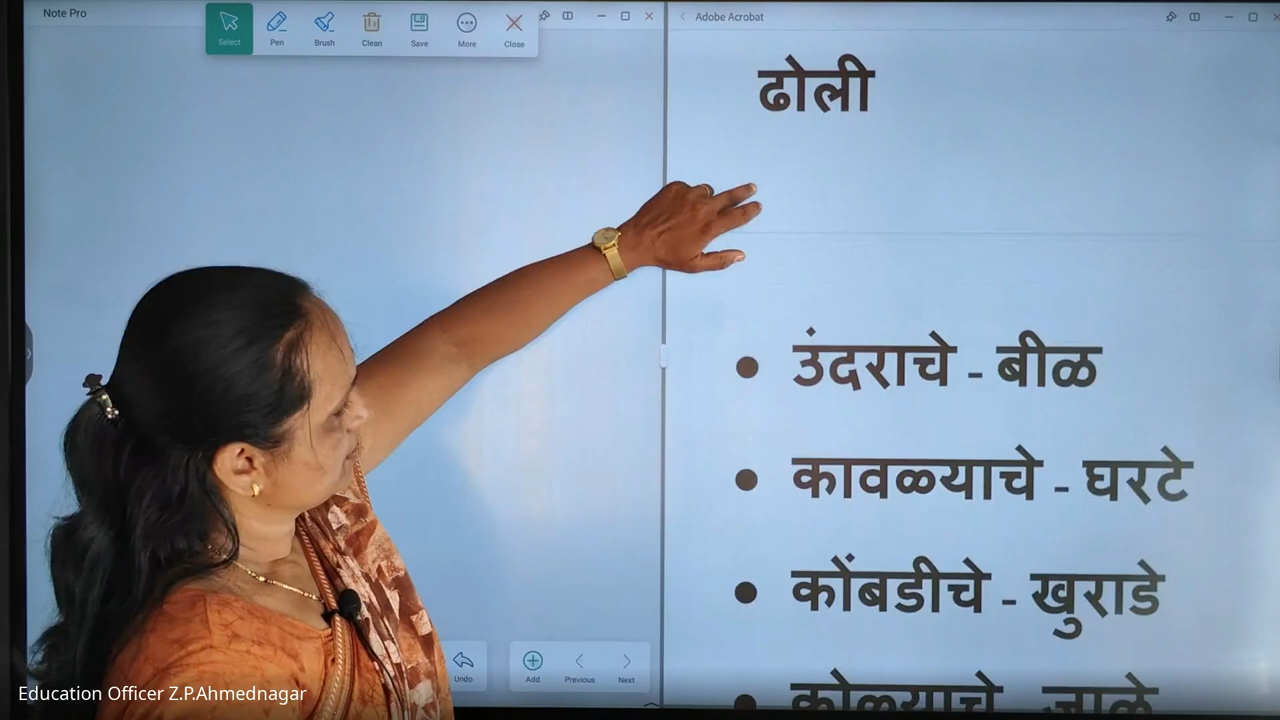 Note Pro
Select
Pen
Brush
Clean
Save
More
Close
Adobe Acrobat
ढोली
उंदराचे - बीळ
कावळ्याचे - घरटे
कोंबडीचे - खुराडे
कोळ्याचे - जाळे
Undo
Add
Previous
Next
Education Officer Z.P.Ahmednagar